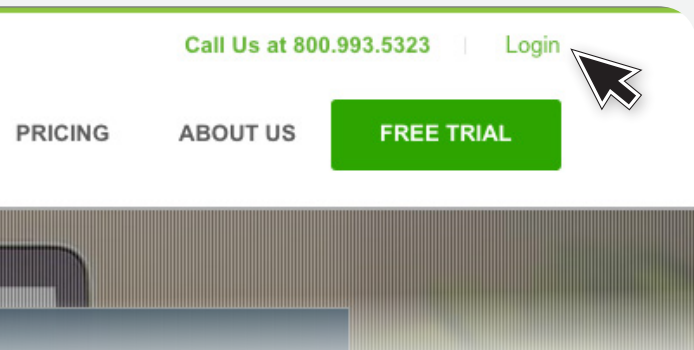 Call Us at 800.993.5323 | Login
PRICING ABOUT US FREE TRIAL